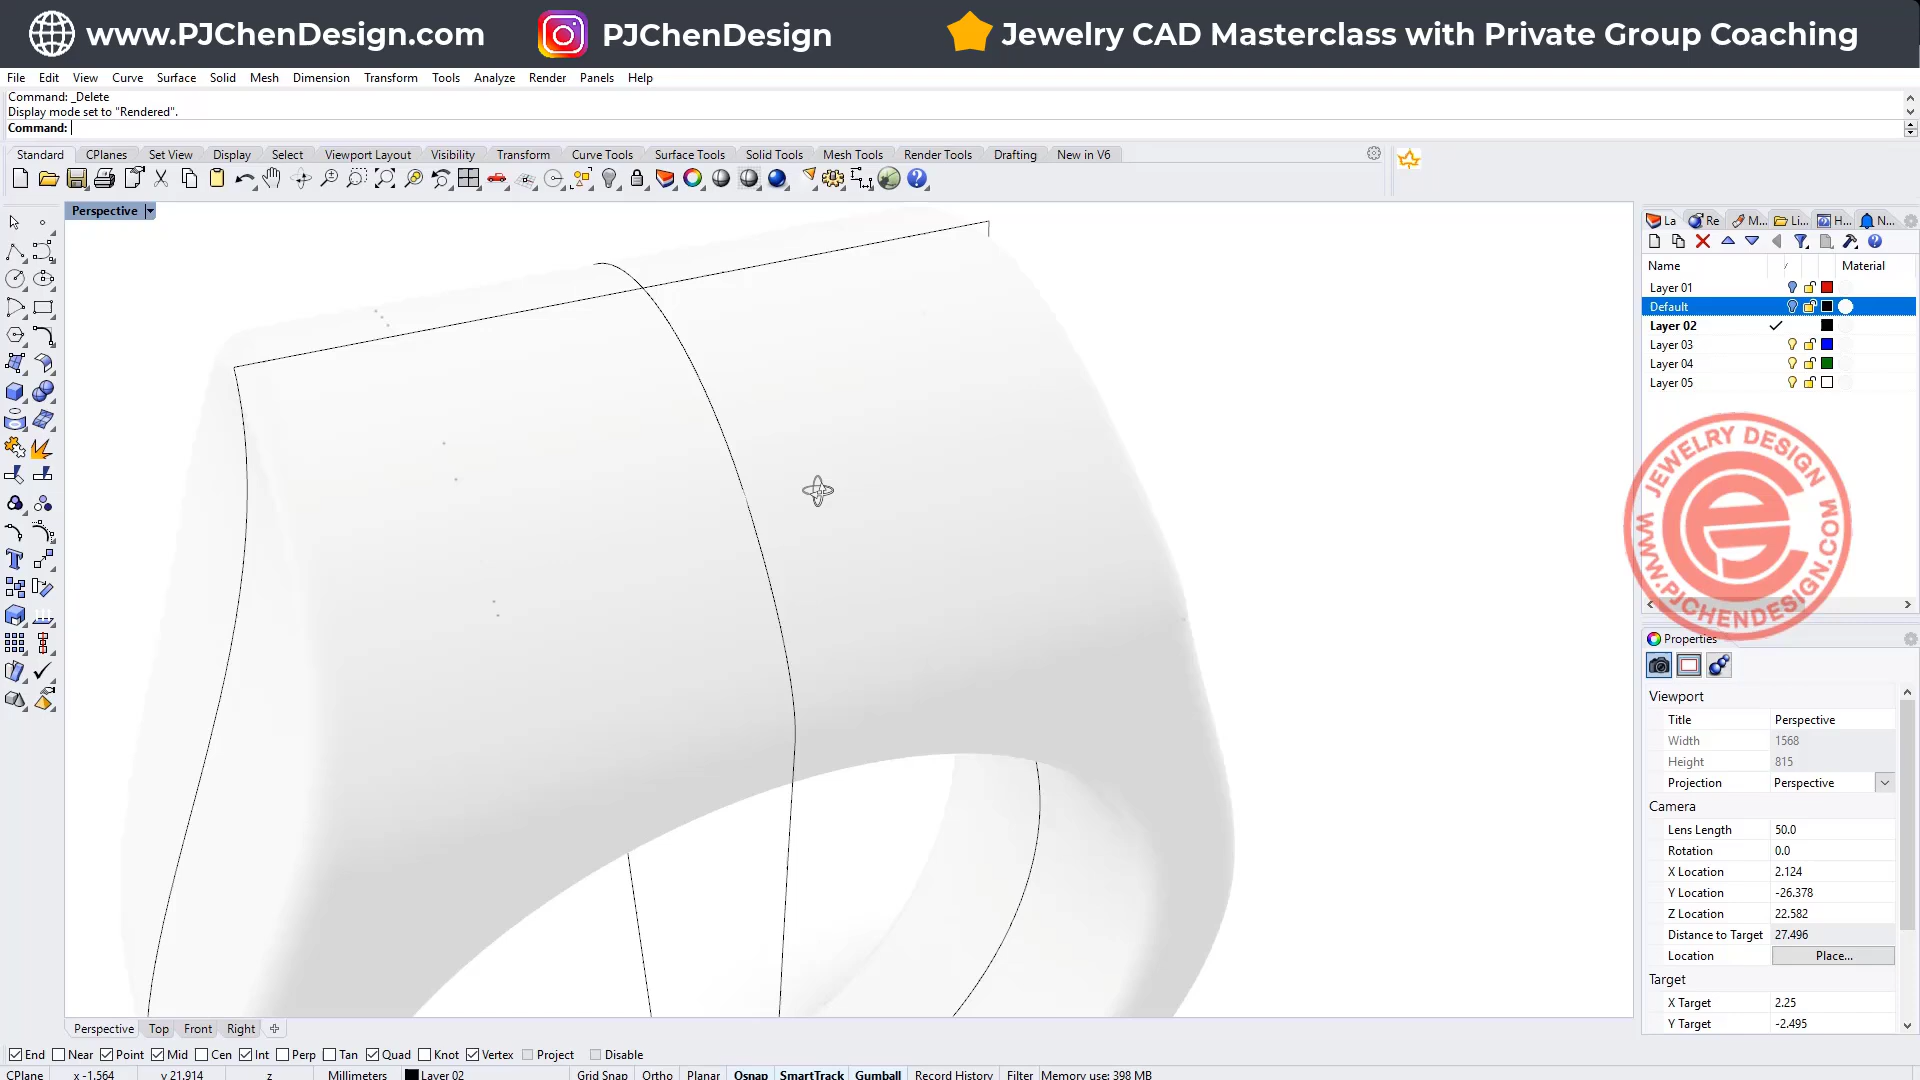 www.PJChenDesign.com PJChenDesign Jewelry CAD Masterclass with Private Group Coaching
File Edit View Curve Surface Solid Mesh Dimension Transform Tools Analyze Render Panels Help
Command: _Delete
Display mode set to "Rendered".
Command:
Standard CPlanes Set View Display Select Viewport Layout Visibility Transform Curve Tools Surface Tools Solid Tools Mesh Tools Render Tools Drafting New in V6
Perspective
La Re M... Li... H... N...
Name Material
Layer 01
Default
Layer 02
Layer 03
Layer 04
Layer 05
JEWELRY DESIGN
WWW.PJCHENDESIGN.COM
Properties
Viewport
Title Perspective
Width 1568
Height 815
Projection Perspective
Camera
Lens Length 50.0
Rotation 0.0
X Location 2.124
Y Location -26.378
Z Location 22.582
Distance to Target 27.496
Location Place...
Target
X Target 2.25
Y Target -2.495
Perspective Top Front Right
End Near Point Mid Cen Int Perp Tan Quad Knot Vertex Project Disable
CPlane x -1.564 y 21.914 z Millimeters Layer 02 Grid Snap Ortho Planar Osnap SmartTrack Gumball Record History Filter Memory use: 398 MB